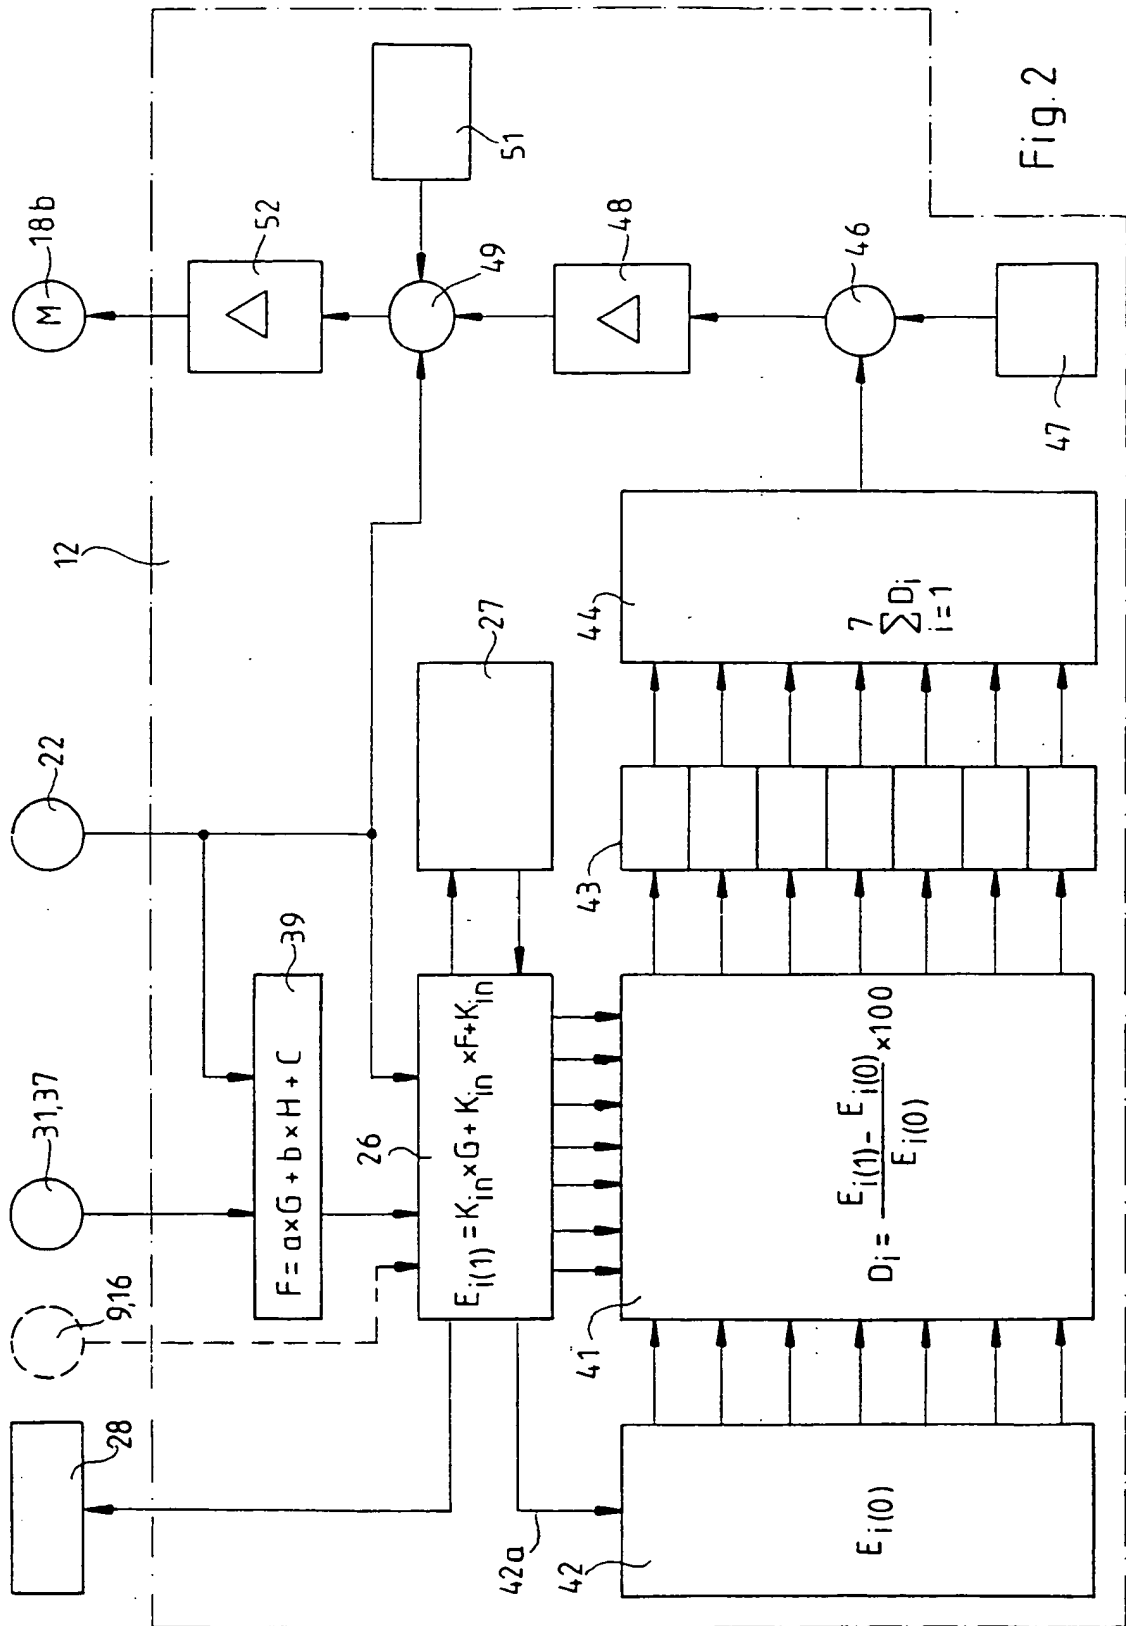 28
9,16
31,37
22
18b
12
39
F = a×G + b×H + C
52
51
26
E_i(1) = K_in × G + K_in × F + K_in
27
49
48
42a
42
E_i(0)
41
D_i = (E_i(1) - E_i(0)) / E_i(0) ×100
43
44
7
Σ D_i
i = 1
46
47
M
Fig. 2